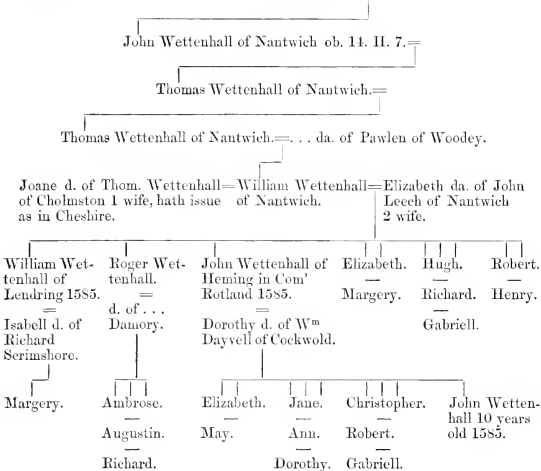 John Wettenhall of Nantwich ob. 14. H. 7.=
Thomas Wettenhall of Nantwich.=
Thomas Wettenhall of Nantwich.=. . . da. of Pawlen of Woodey.
Joane d. of Thom. Wettenhall=William Wettenhall=Elizabeth da. of John
of Cholmston 1 wife, hath issue of Nantwich. Leech of Nantwich
as in Cheshire. 2 wife.
William Wet-
tenhall of
Lendring 1585.
=
Isabell d. of
Richard
Scrimshore.
Roger Wet-
tenhall.
=
d. of . . .
Damory.
John Wettenhall of
Heming in Com'
Rotland 1585.
=
Dorothy d. of Wm
Dayvell of Cockwold.
Elizabeth.
—
Margery.
Hugh.
—
Richard.
—
Gabriell.
Robert.
—
Henry.
Margery.
Ambrose.
—
Augustin.
—
Richard.
Elizabeth.
—
May.
Jane.
—
Ann.
—
Dorothy.
Christopher.
—
Robert.
—
Gabriell.
John Wetten-
hall 10 years
old 1585.